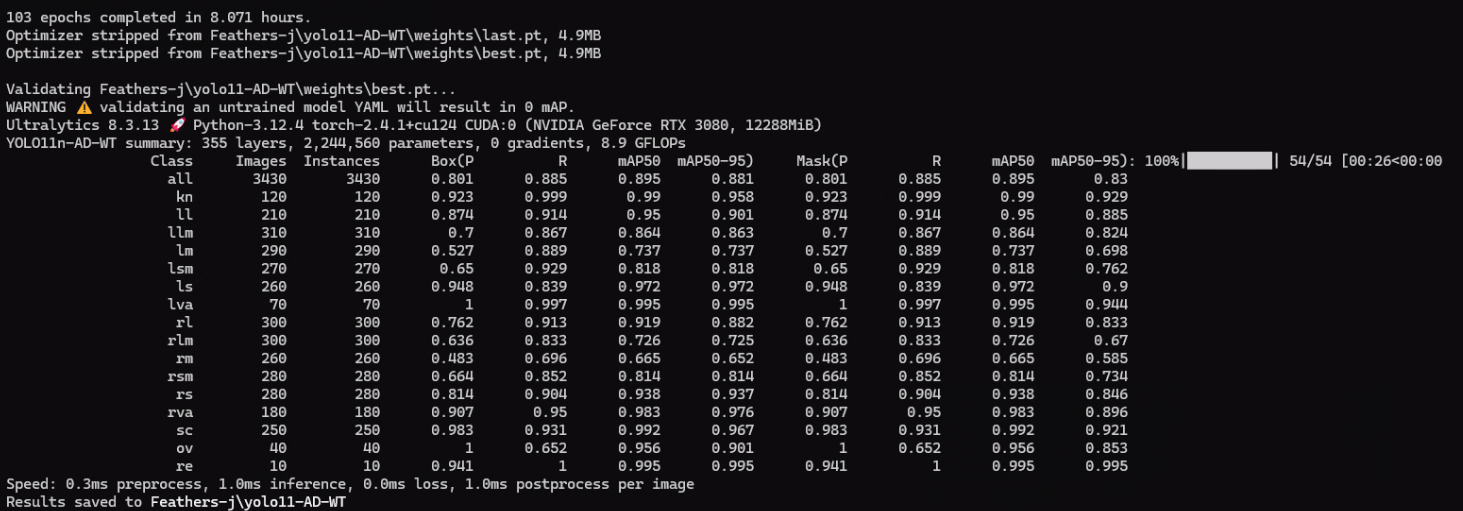 103 epochs completed in 8.071 hours.
Optimizer stripped from Feathers-j\yolo11-AD-WT\weights\last.pt, 4.9MB
Optimizer stripped from Feathers-j\yolo11-AD-WT\weights\best.pt, 4.9MB
Validating Feathers-j\yolo11-AD-WT\weights\best.pt...
WARNING ⚠️ validating an untrained model YAML will result in 0 mAP.
Ultralytics 8.3.13 🚀 Python-3.12.4 torch-2.4.1+cu124 CUDA:0 (NVIDIA GeForce RTX 3080, 12288MiB)
YOLO11n-AD-WT summary: 355 layers, 2,244,560 parameters, 0 gradients, 8.9 GFLOPs
Class Images Instances Box(P R mAP50 mAP50-95) Mask(P R mAP50 mAP50-95): 100%|██████████| 54/54 [00:26<00:00
all 3430 3430 0.801 0.885 0.895 0.881 0.801 0.885 0.895 0.83
kn 120 120 0.923 0.999 0.99 0.958 0.923 0.999 0.99 0.929
ll 210 210 0.874 0.914 0.95 0.901 0.874 0.914 0.95 0.885
llm 310 310 0.7 0.867 0.864 0.863 0.7 0.867 0.864 0.824
lm 290 290 0.527 0.889 0.737 0.737 0.527 0.889 0.737 0.698
lsm 270 270 0.65 0.929 0.818 0.818 0.65 0.929 0.818 0.762
ls 260 260 0.948 0.839 0.972 0.972 0.948 0.839 0.972 0.9
lva 70 70 1 0.997 0.995 0.995 1 0.997 0.995 0.944
rl 300 300 0.762 0.913 0.919 0.882 0.762 0.913 0.919 0.833
rlm 300 300 0.636 0.833 0.726 0.725 0.636 0.833 0.726 0.67
rm 260 260 0.483 0.696 0.665 0.652 0.483 0.696 0.665 0.585
rsm 280 280 0.664 0.852 0.814 0.814 0.664 0.852 0.814 0.734
rs 280 280 0.814 0.904 0.938 0.937 0.814 0.904 0.938 0.846
rva 180 180 0.907 0.95 0.983 0.976 0.907 0.95 0.983 0.896
sc 250 250 0.983 0.931 0.992 0.967 0.983 0.931 0.992 0.921
ov 40 40 1 0.652 0.956 0.901 1 0.652 0.956 0.853
re 10 10 0.941 1 0.995 0.995 0.941 1 0.995 0.995
Speed: 0.3ms preprocess, 1.0ms inference, 0.0ms loss, 1.0ms postprocess per image
Results saved to Feathers-j\yolo11-AD-WT